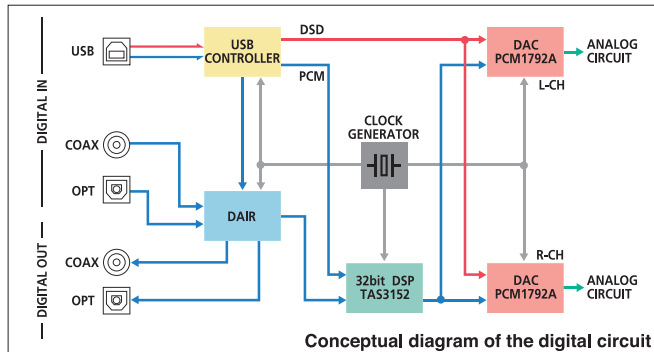 DIGITAL IN
DIGITAL OUT
USB
USB
CONTROLLER
DSD
PCM
DAC
PCM1792A
L-CH
ANALOG
CIRCUIT
CLOCK
GENERATOR
COAX
OPT
DAIR
COAX
OPT
32bit DSP
TAS3152
R-CH
DAC
PCM1792A
ANALOG
CIRCUIT
Conceptual diagram of the digital circuit